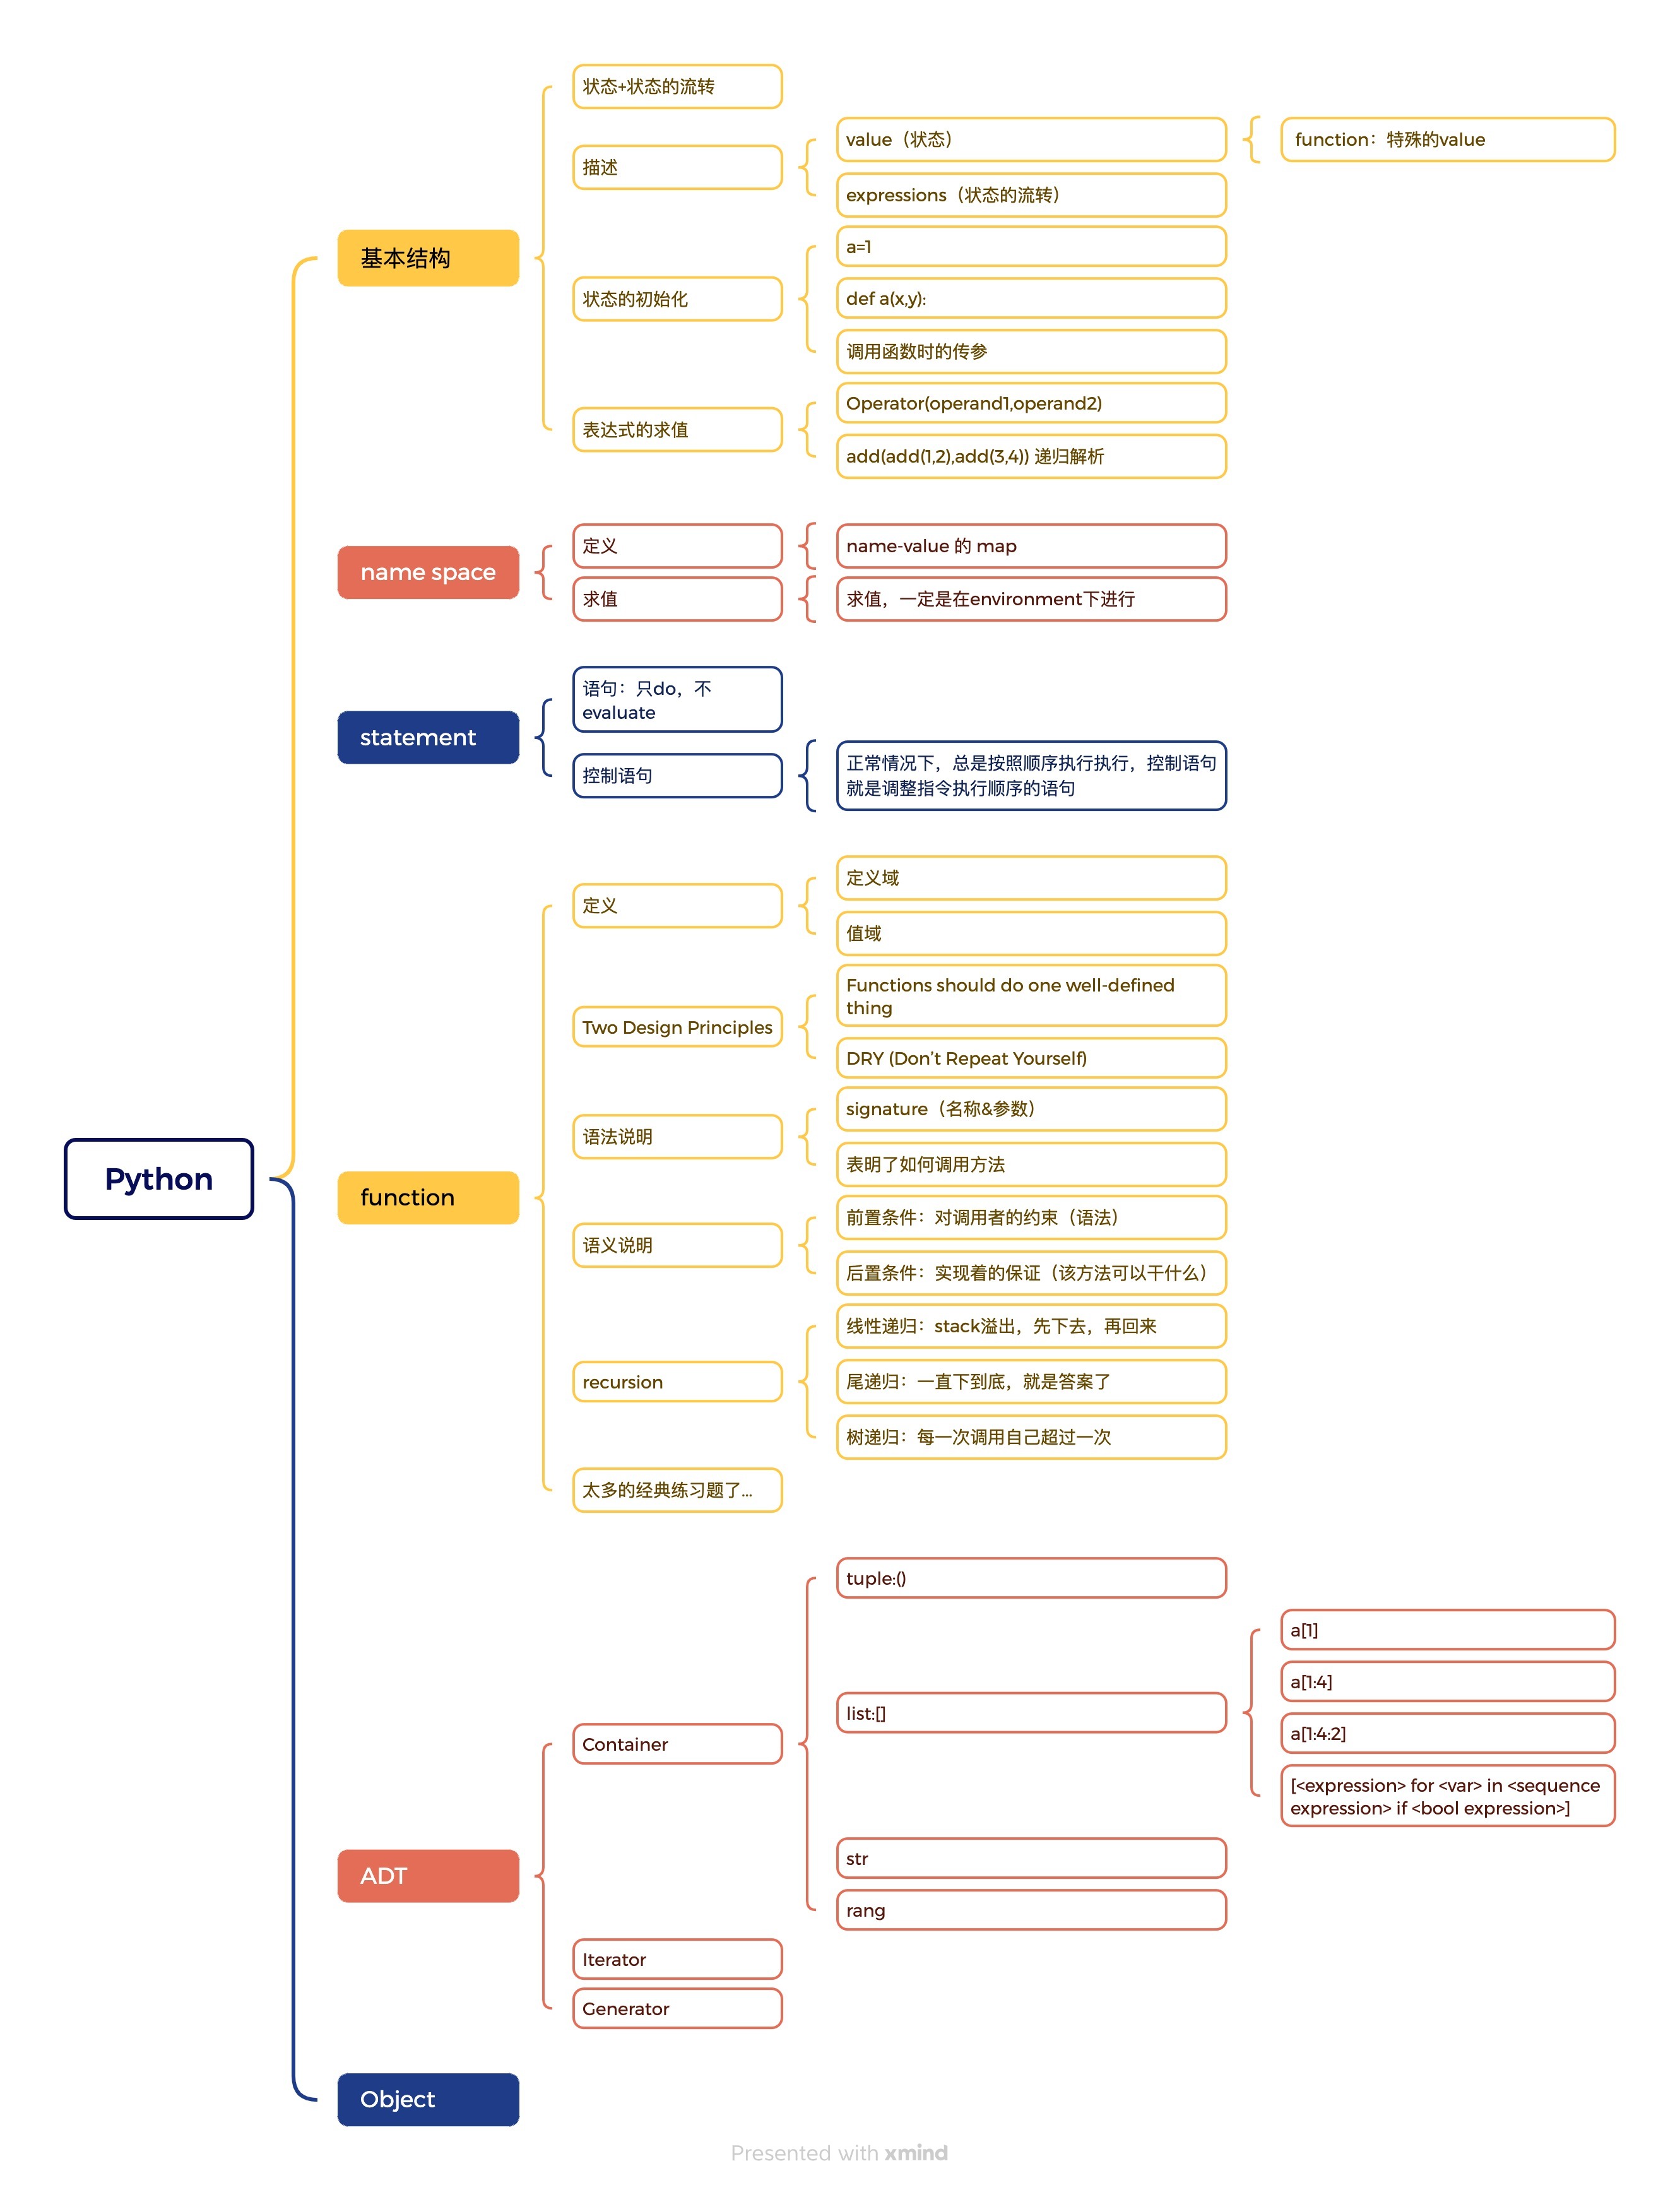 Python
基本结构
状态+状态的流转
描述
value（状态）
function：特殊的value
expressions（状态的流转）
状态的初始化
a=1
def a(x,y):
调用函数时的传参
表达式的求值
Operator(operand1,operand2)
add(add(1,2),add(3,4)) 递归解析
name space
定义
name-value 的 map
求值
求值，一定是在environment下进行
statement
语句：只do，不
evaluate
控制语句
正常情况下，总是按照顺序执行执行，控制语句
就是调整指令执行顺序的语句
function
定义
定义域
值域
Two Design Principles
Functions should do one well-defined
thing
DRY (Don’t Repeat Yourself)
语法说明
signature（名称&参数）
表明了如何调用方法
语义说明
前置条件：对调用者的约束（语法）
后置条件：实现着的保证（该方法可以干什么）
recursion
线性递归：stack溢出，先下去，再回来
尾递归：一直下到底，就是答案了
树递归：每一次调用自己超过一次
太多的经典练习题了...
ADT
Container
tuple:()
list:[]
a[1]
a[1:4]
a[1:4:2]
[<expression> for <var> in <sequence
expression> if <bool expression>]
str
rang
Iterator
Generator
Object
Presented with xmind